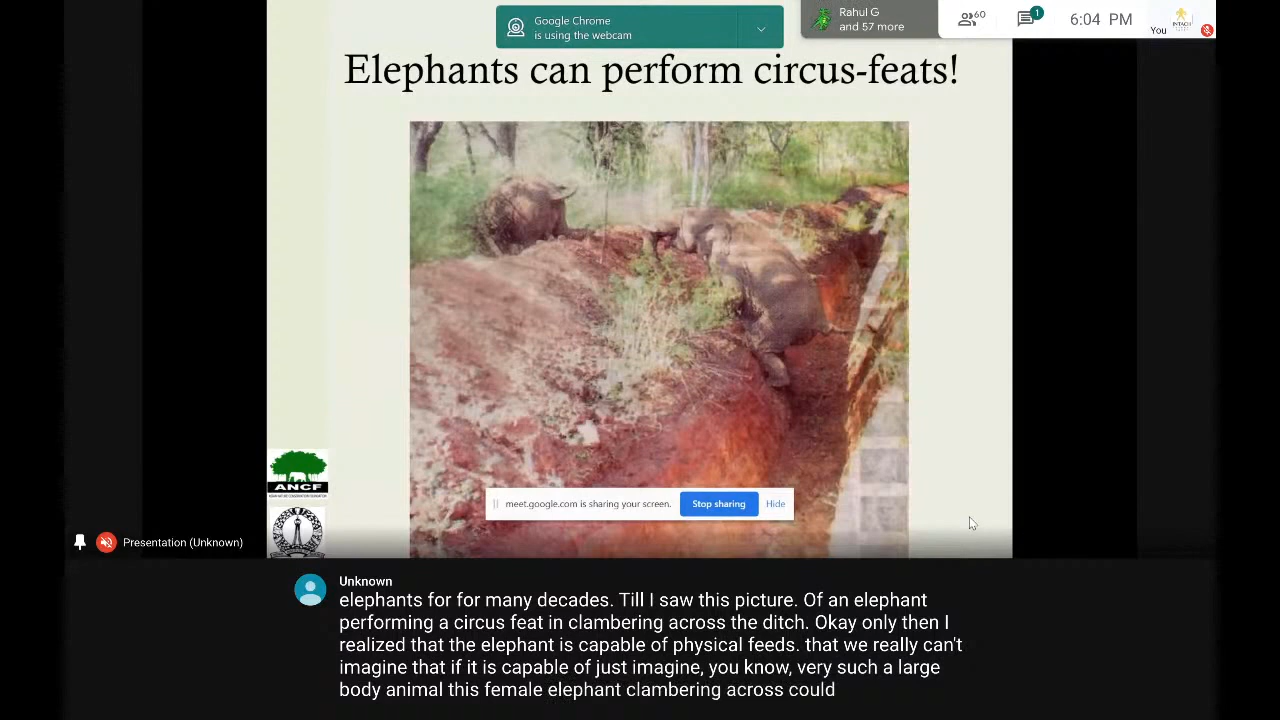 Google Chrome
is using the webcam
Rahul G
and 57 more
60
1
6:04 PM
You
INTACH
Elephants can perform circus-feats!
ANCF
meet.google.com is sharing your screen.
Stop sharing
Hide
Presentation (Unknown)
Unknown
elephants for for many decades. Till I saw this picture. Of an elephant
performing a circus feat in clambering across the ditch. Okay only then I
realized that the elephant is capable of physical feeds. that we really can't
imagine that if it is capable of just imagine, you know, very such a large
body animal this female elephant clambering across could